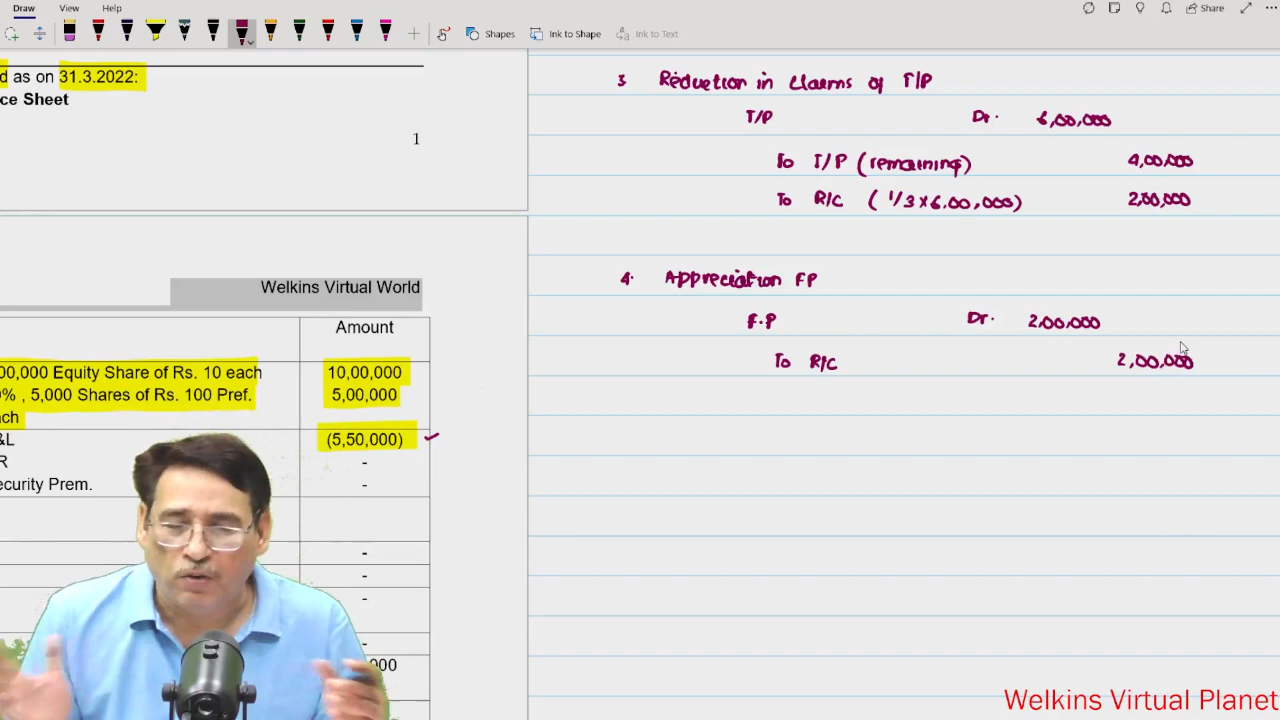 Draw View Help
Share
Shapes Ink to Shape Ink to Text
d as on 31.3.2022:
ce Sheet
1
Welkins Virtual World
Amount
00,000 Equity Share of Rs. 10 each 10,00,000
0% , 5,000 Shares of Rs. 100 Pref. 5,00,000
ach
&L (5,50,000)
R -
ecurity Prem. -
-
-
-
-
,000
3 Reduction in Claims of T/P
T/P Dr. 6,00,000
To T/P (remaining) 4,00,000
To R/C ( 1/3 x 6.00,000) 2,00,000
4. Appreciation FP
F.P Dr. 2,00,000
To R/C 2,00,000
Welkins Virtual Planet